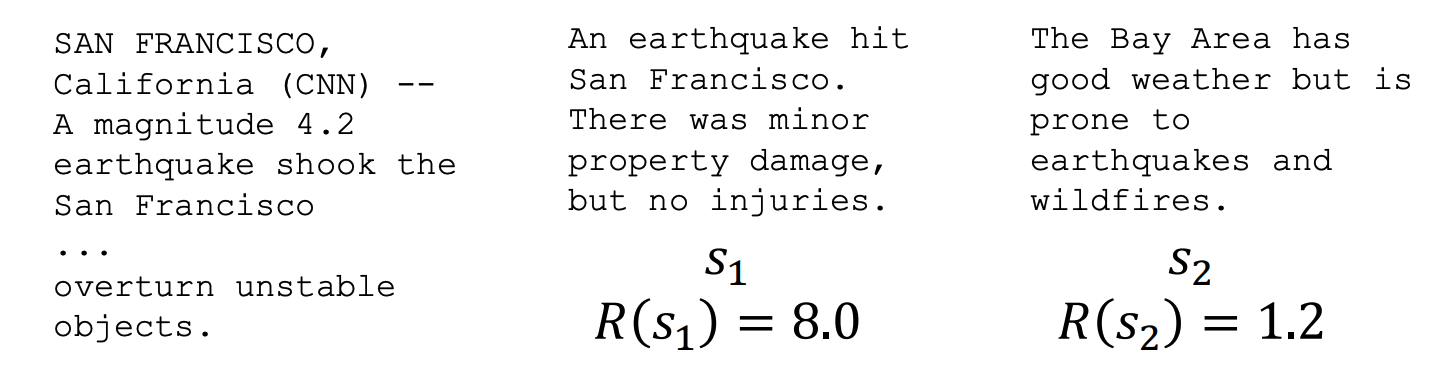 SAN FRANCISCO,
California (CNN) --
A magnitude 4.2
earthquake shook the
San Francisco
...
overturn unstable
objects.
An earthquake hit
San Francisco.
There was minor
property damage,
but no injuries.
s₁
R(s₁) = 8.0
The Bay Area has
good weather but is
prone to
earthquakes and
wildfires.
s₂
R(s₂) = 1.2